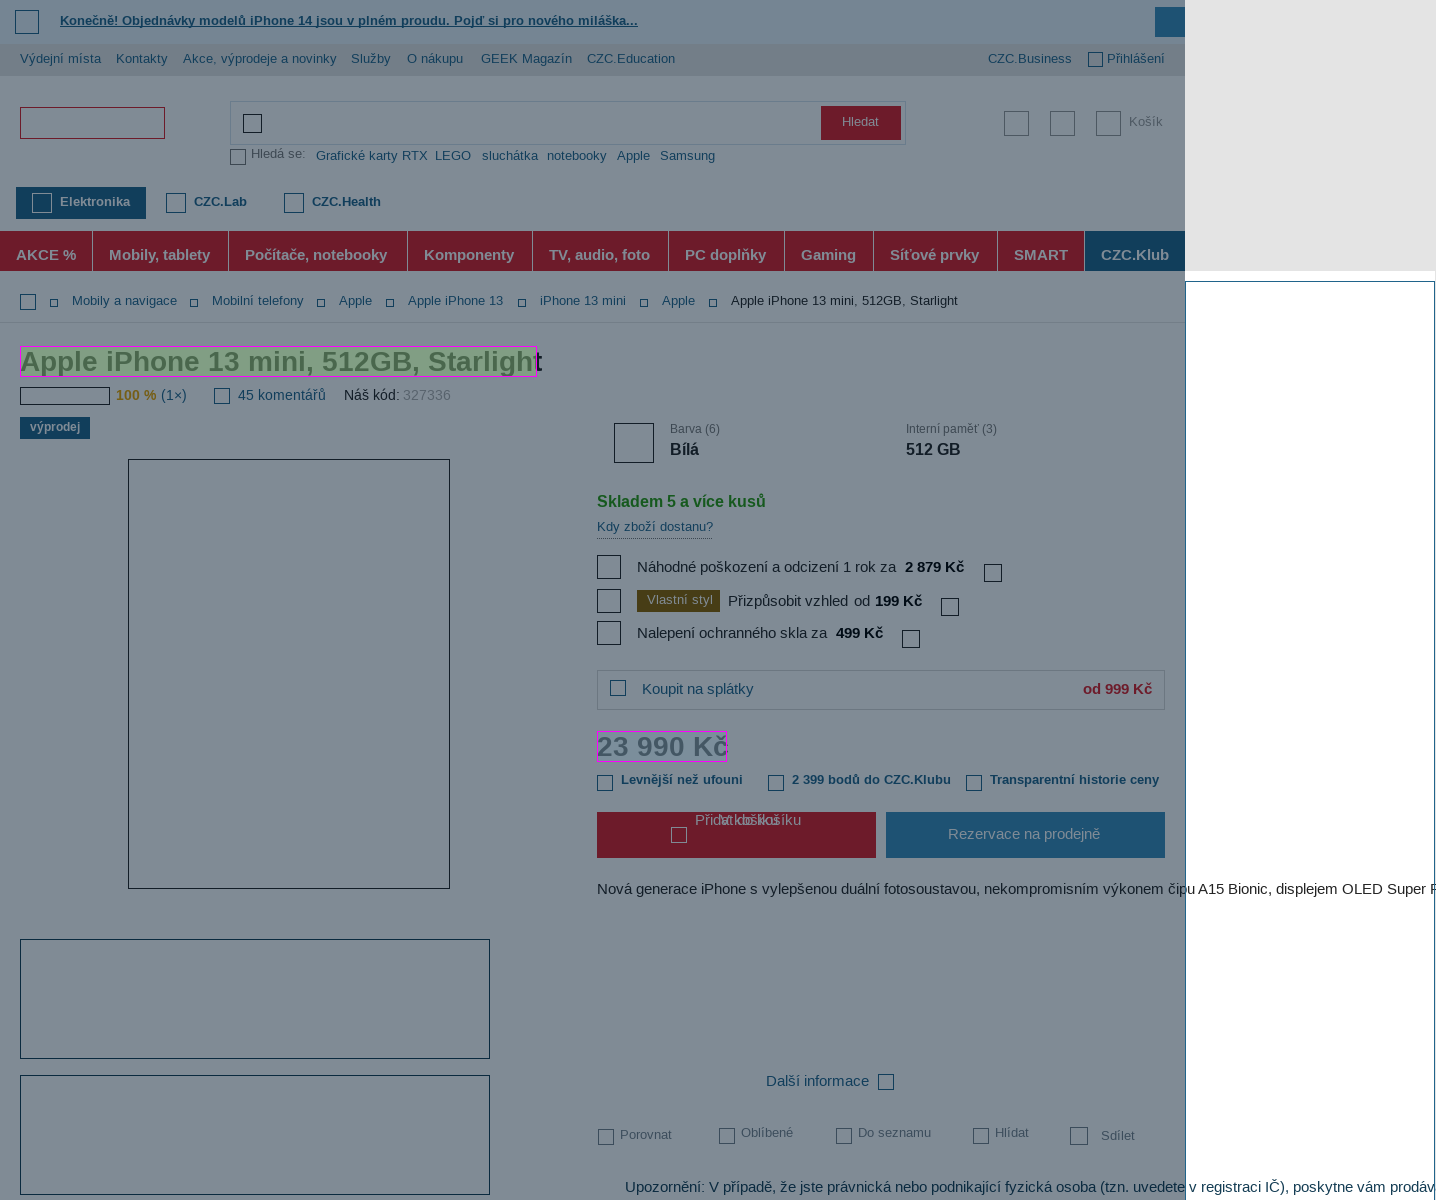 Konečně! Objednávky modelů iPhone 14 jsou v plném proudu. Pojď si pro nového miláška...
Výdejní místa Kontakty Akce, výprodeje a novinky Služby O nákupu GEEK Magazín CZC.Education CZC.Business Přihlášení
Hledat Košík
Hledá se: Grafické karty RTX LEGO sluchátka notebooky Apple Samsung
Elektronika CZC.Lab CZC.Health
AKCE % Mobily, tablety Počítače, notebooky Komponenty TV, audio, foto PC doplňky Gaming Síťové prvky SMART CZC.Klub
Mobily a navigace Mobilní telefony Apple Apple iPhone 13 iPhone 13 mini Apple Apple iPhone 13 mini, 512GB, Starlight
Apple iPhone 13 mini, 512GB, Starlight
100 % (1×) 45 komentářů Náš kód: 327336
výprodej
Barva (6) Interní paměť (3)
Bílá 512 GB
Skladem 5 a více kusů
Kdy zboží dostanu?
Náhodné poškození a odcizení 1 rok za 2 879 Kč
Vlastní styl Přizpůsobit vzhled od 199 Kč
Nalepení ochranného skla za 499 Kč
Koupit na splátky od 999 Kč
23 990 Kč
Levnější než ufouni 2 399 bodů do CZC.Klubu Transparentní historie ceny
Přidat do košíku V košíku
Rezervace na prodejně
Nová generace iPhone s vylepšenou duální fotosoustavou, nekompromisním výkonem čipu A15 Bionic, displejem OLED Super
Další informace
Porovnat Oblíbené Do seznamu Hlídat Sdílet
Upozornění: V případě, že jste právnická nebo podnikající fyzická osoba (tzn. uvedete v registraci IČ), poskytne vám prodáv